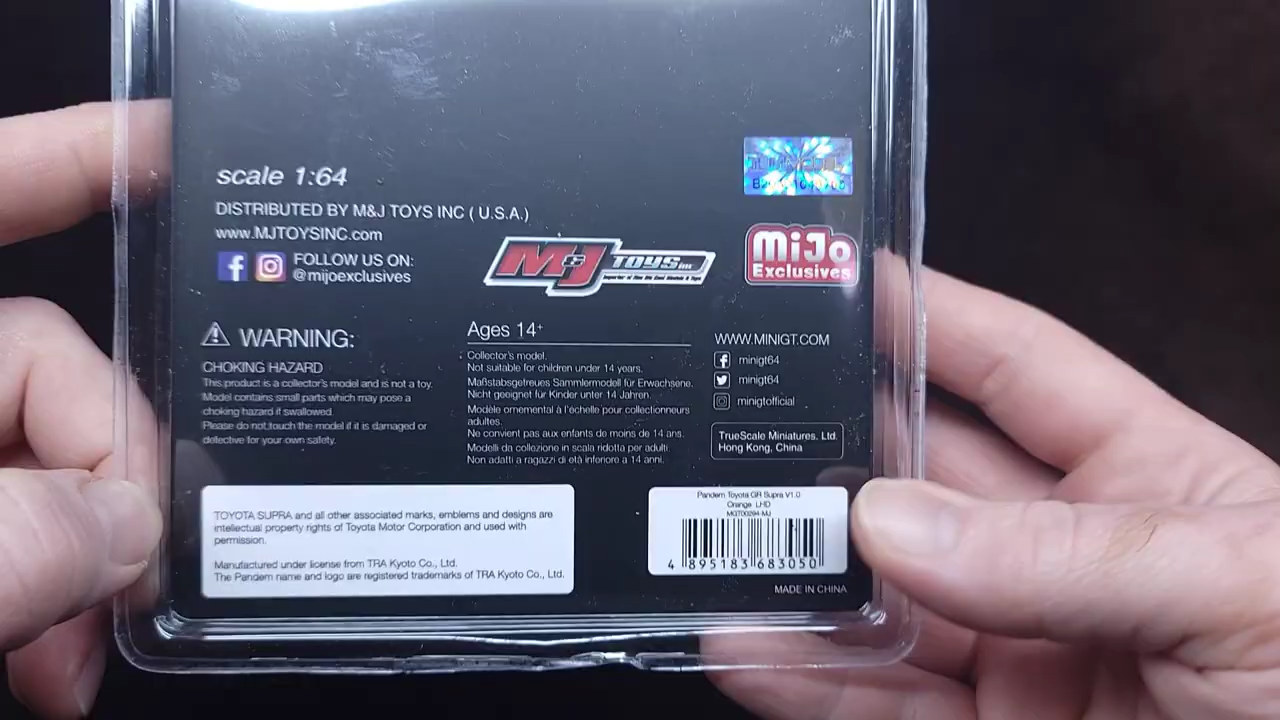 scale 1:64
DISTRIBUTED BY M&J TOYS INC ( U.S.A.)
www.MJTOYSINC.com
FOLLOW US ON:
@mijoexclusives
M&J TOYS inc
Importer of Fine Die Cast Models & Toys
MiJo
Exclusives
WARNING:
CHOKING HAZARD
This product is a collector's model and is not a toy.
Model contains small parts which may pose a
choking hazard if swallowed.
Please do not touch the model if it is damaged or
defective for your own safety.
Ages 14+
Collector's model.
Not suitable for children under 14 years.
Maßstabsgetreues Sammlermodell für Erwachsene.
Nicht geeignet für Kinder unter 14 Jahren.
Modèle ornemental à l'échelle pour collectionneurs
adultes.
Ne convient pas aux enfants de moins de 14 ans.
Modelli da collezione in scala ridotta per adulti.
Non adatti a ragazzi di età inferiore a 14 anni.
WWW.MINIGT.COM
minigt64
minigt64
minigtofficial
TrueScale Miniatures. Ltd.
Hong Kong, China
TOYOTA SUPRA and all other associated marks, emblems and designs are
intellectual property rights of Toyota Motor Corporation and used with
permission.
Manufactured under license from TRA Kyoto Co., Ltd.
The Pandem name and logo are registered trademarks of TRA Kyoto Co., Ltd.
Pandem Toyota GR Supra V1.0
Orange LHD
MGT00294-MJ
4 895183 683050
MADE IN CHINA